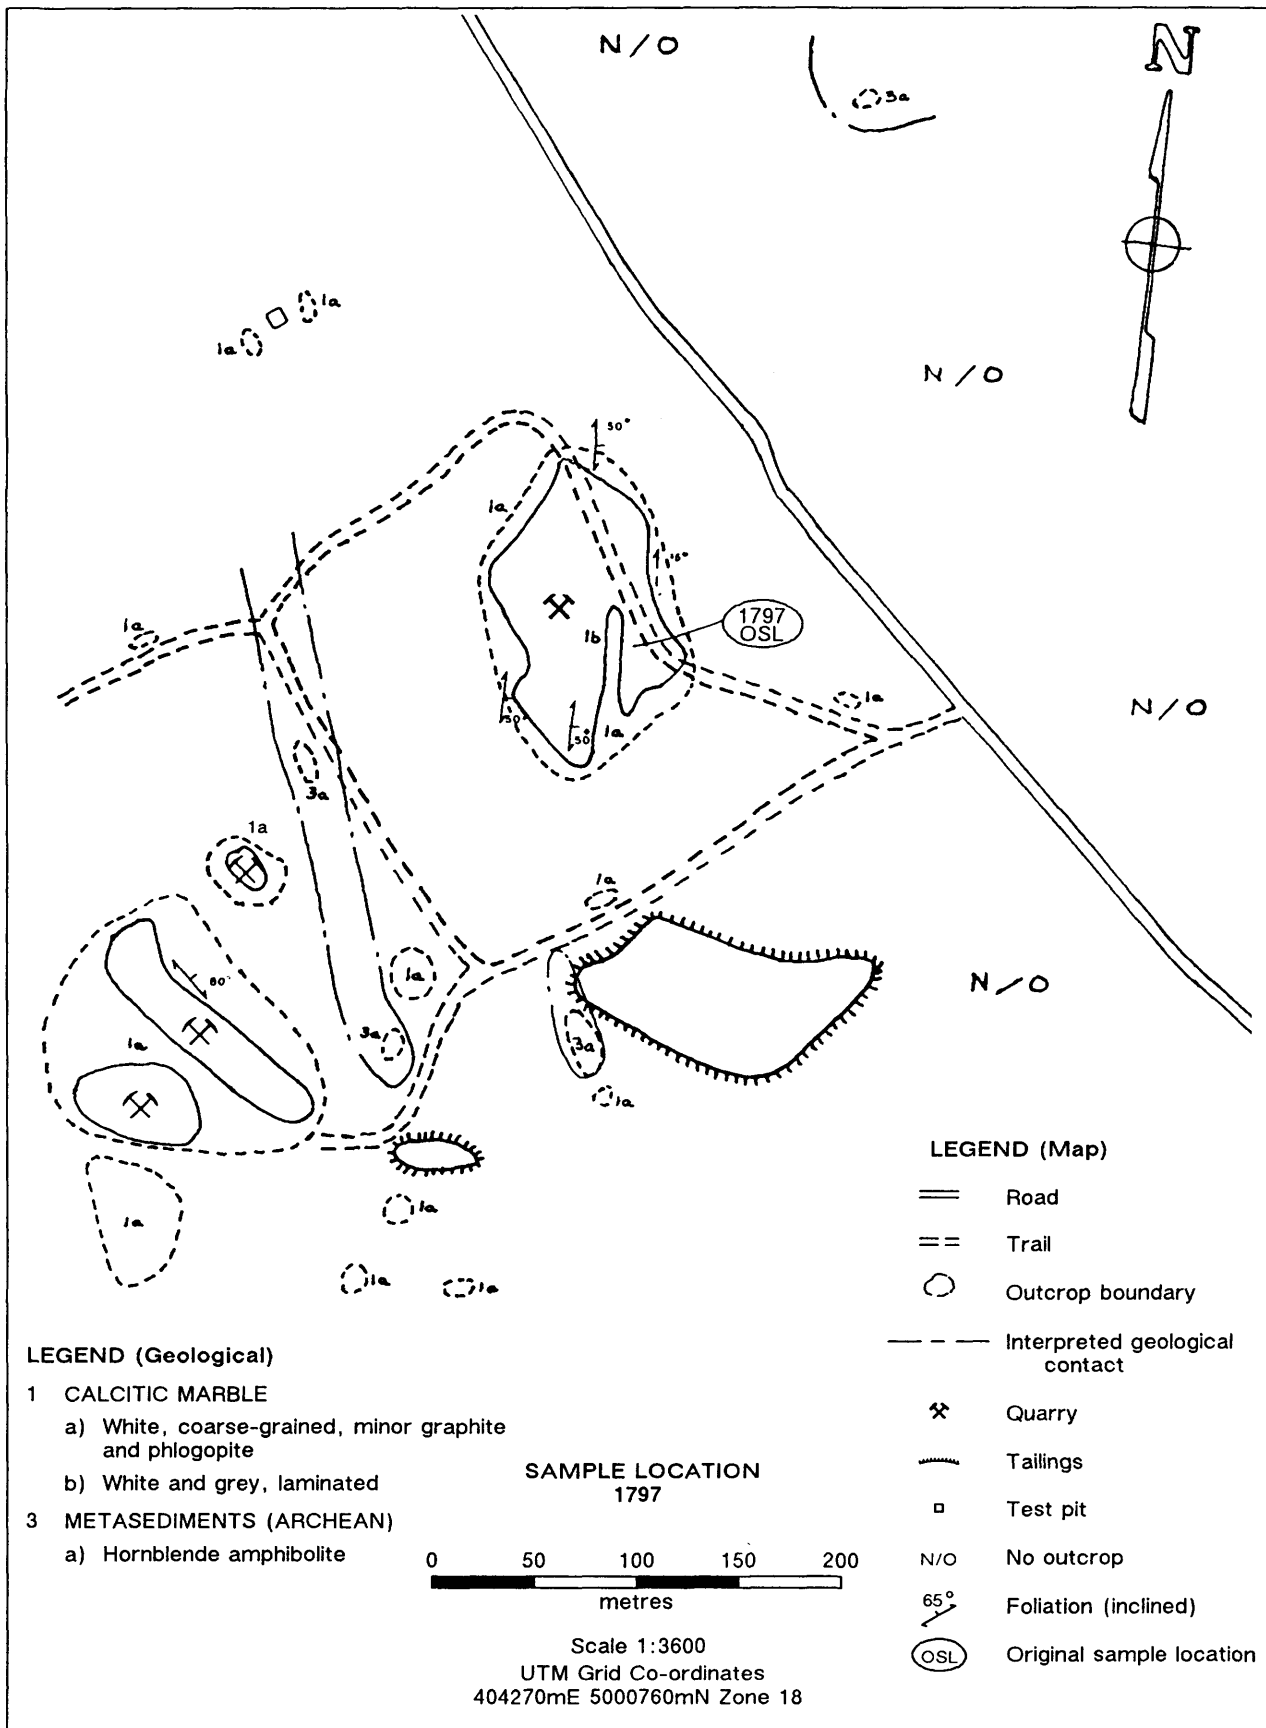 N/O
3a
N
1a
1a
N/O
50°
1a
15°
1797
OSL
1b
1a
1a
N/O
50°
50°
1a
3a
1a
1a
60°
1a
N/O
3a
3a
1a
1a
1a
1a
1a
1a
LEGEND (Map)
Road
Trail
Outcrop boundary
Interpreted geological
contact
Quarry
Tailings
Test pit
N/O No outcrop
65° Foliation (inclined)
OSL Original sample location
LEGEND (Geological)
1 CALCITIC MARBLE
a) White, coarse-grained, minor graphite
and phlogopite
b) White and grey, laminated
3 METASEDIMENTS (ARCHEAN)
a) Hornblende amphibolite
SAMPLE LOCATION
1797
0 50 100 150 200
metres
Scale 1:3600
UTM Grid Co-ordinates
404270mE 5000760mN Zone 18